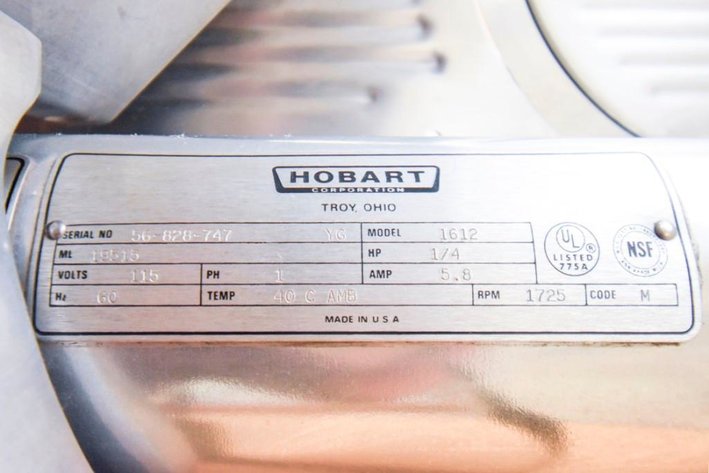 HOBART
CORPORATION
TROY, OHIO
SERIAL NO 56-828-747 YG MODEL 1612
ML 19515 HP 1/4
VOLTS 115 PH 1 AMP 5.8
Hz 60 TEMP 40 C AMB RPM 1725 CODE M
UL
LISTED
775A
NSF
MADE IN U S A